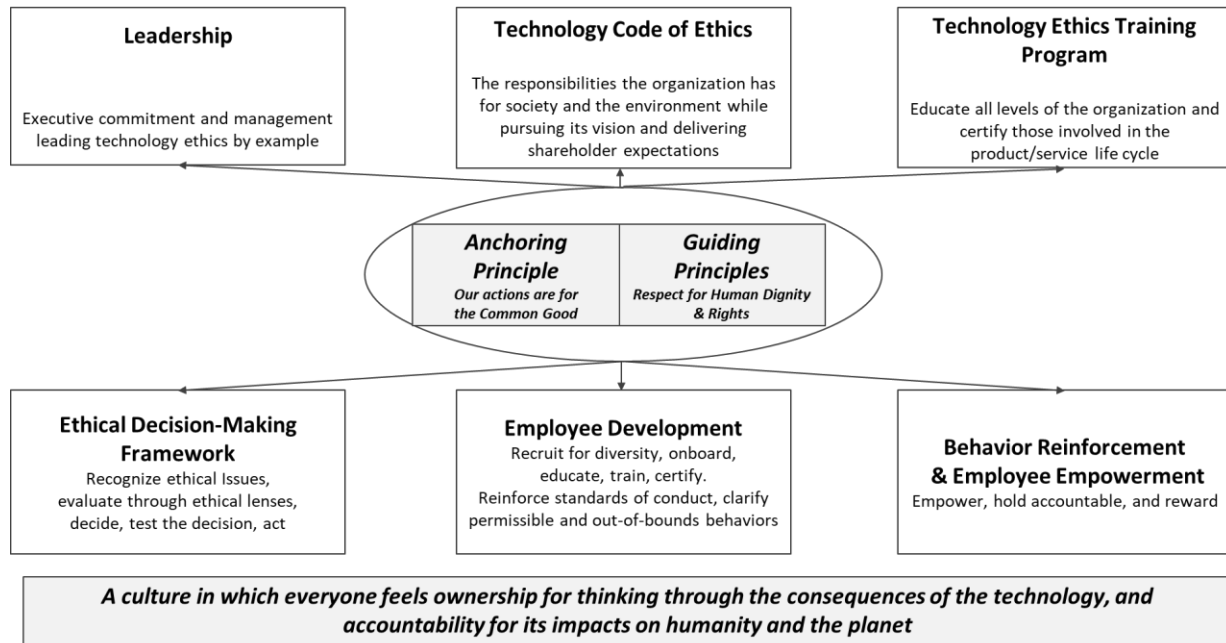 Leadership
Executive commitment and management
leading technology ethics by example
Technology Code of Ethics
The responsibilities the organization has
for society and the environment while
pursuing its vision and delivering
shareholder expectations
Technology Ethics Training
Program
Educate all levels of the organization and
certify those involved in the
product/service life cycle
Anchoring
Principle
Our actions are for
the Common Good
Guiding
Principles
Respect for Human Dignity
& Rights
Ethical Decision-Making
Framework
Recognize ethical Issues,
evaluate through ethical lenses,
decide, test the decision, act
Employee Development
Recruit for diversity, onboard,
educate, train, certify.
Reinforce standards of conduct, clarify
permissible and out-of-bounds behaviors
Behavior Reinforcement
& Employee Empowerment
Empower, hold accountable, and reward
A culture in which everyone feels ownership for thinking through the consequences of the technology, and
accountability for its impacts on humanity and the planet